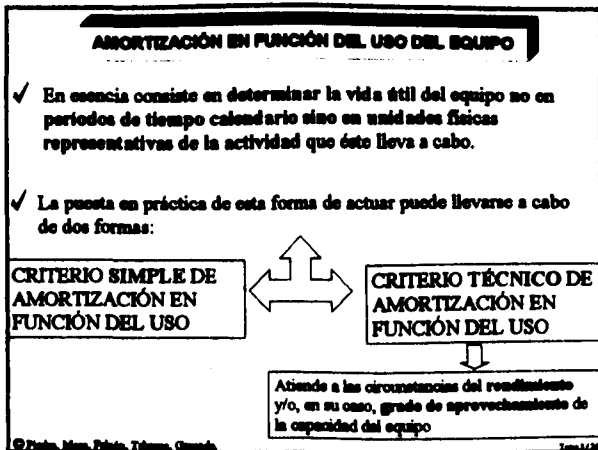 AMORTIZACIÓN EN FUNCIÓN DEL USO DEL EQUIPO
✓ En esencia consiste en determinar la vida útil del equipo no en
períodos de tiempo calendario sino en unidades físicas
representativas de la actividad que éste lleva a cabo.
✓ La puesta en práctica de esta forma de actuar puede llevarse a cabo
de dos formas:
CRITERIO SIMPLE DE
AMORTIZACIÓN EN
FUNCIÓN DEL USO
CRITERIO TÉCNICO DE
AMORTIZACIÓN EN
FUNCIÓN DEL USO
Atiende a las circunstancias del rendimiento
y/o, en su caso, grado de aprovechamiento de
la capacidad del equipo
©